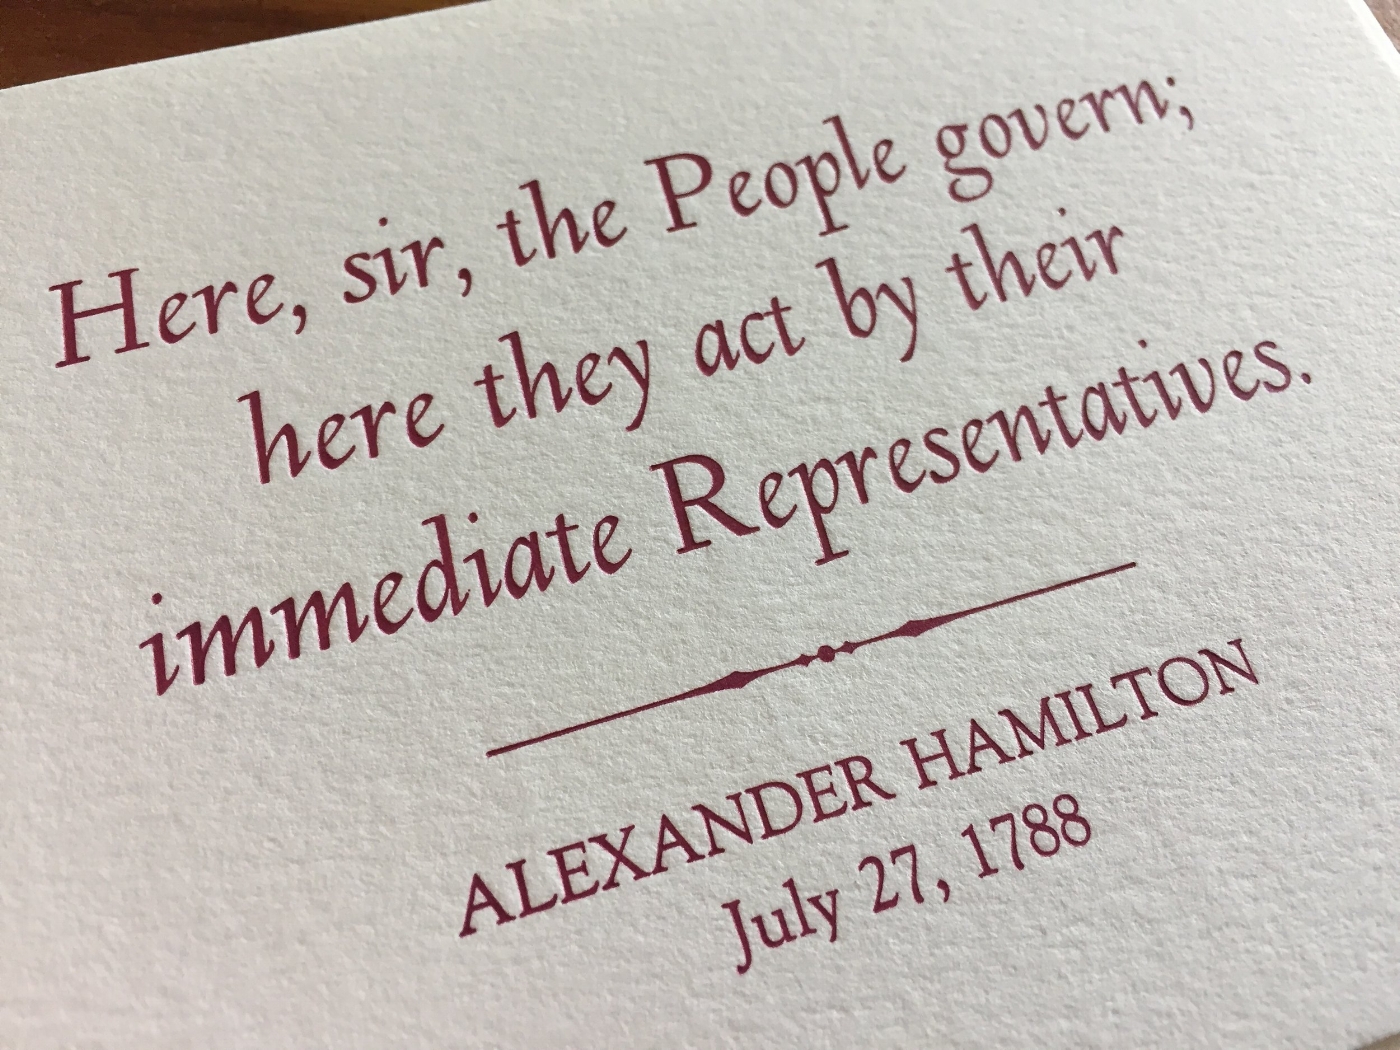 Here, sir, the People govern;
here they act by their
immediate Representatives.
ALEXANDER HAMILTON
July 27, 1788